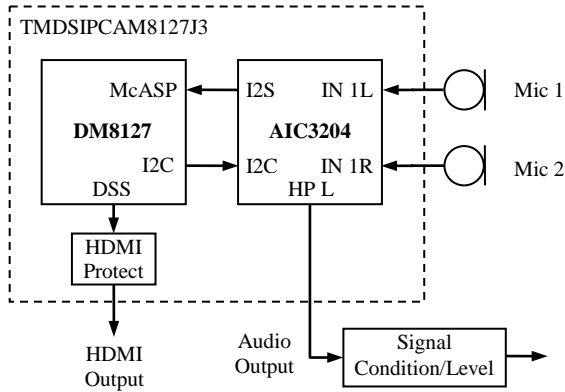 TMDSIPCAM8127J3
McASP
I2S
IN 1L
Mic 1
DM8127
AIC3204
I2C
I2C
IN 1R
Mic 2
DSS
HP L
HDMI
Protect
HDMI
Output
Audio
Output
Signal
Condition/Level